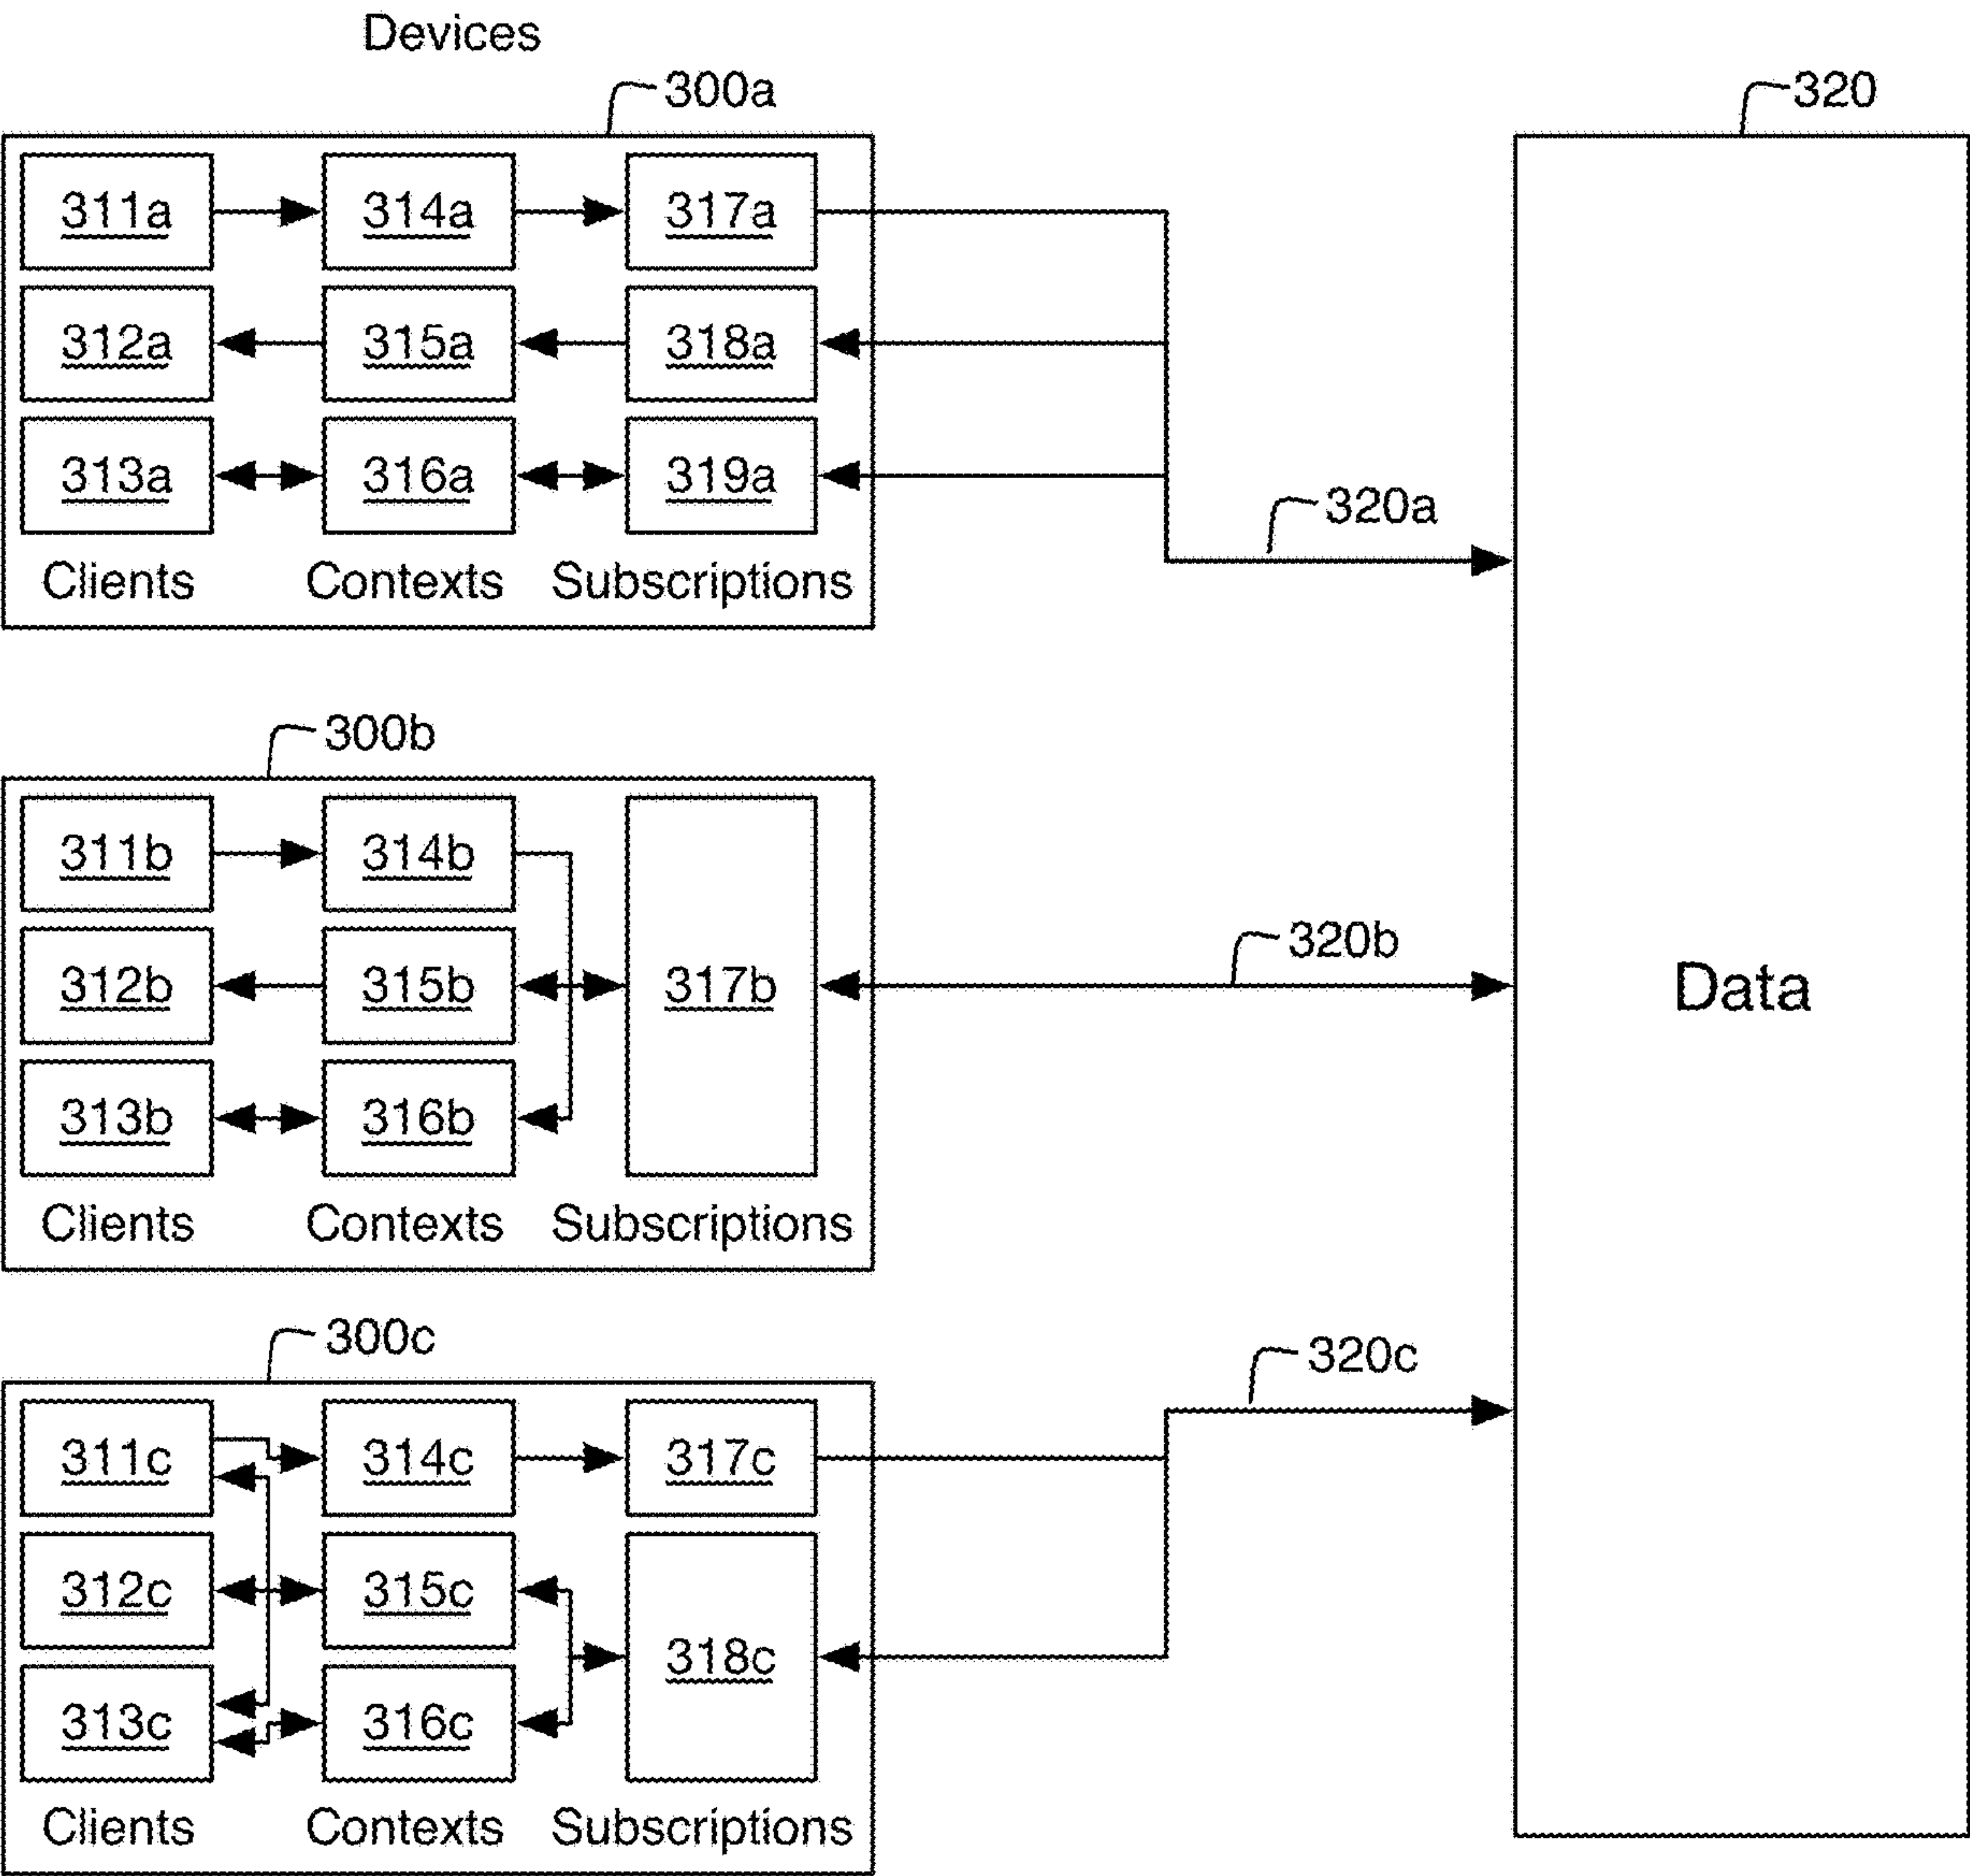 Devices
300a
320
311a 314a 317a
312a 315a 318a
313a 316a 319a
320a
Clients Contexts Subscriptions
300b
311b 314b
320b
312b 315b 317b
Data
313b 316b
Clients Contexts Subscriptions
300c
320c
311c 314c 317c
312c 315c
318c
313c 316c
Clients Contexts Subscriptions